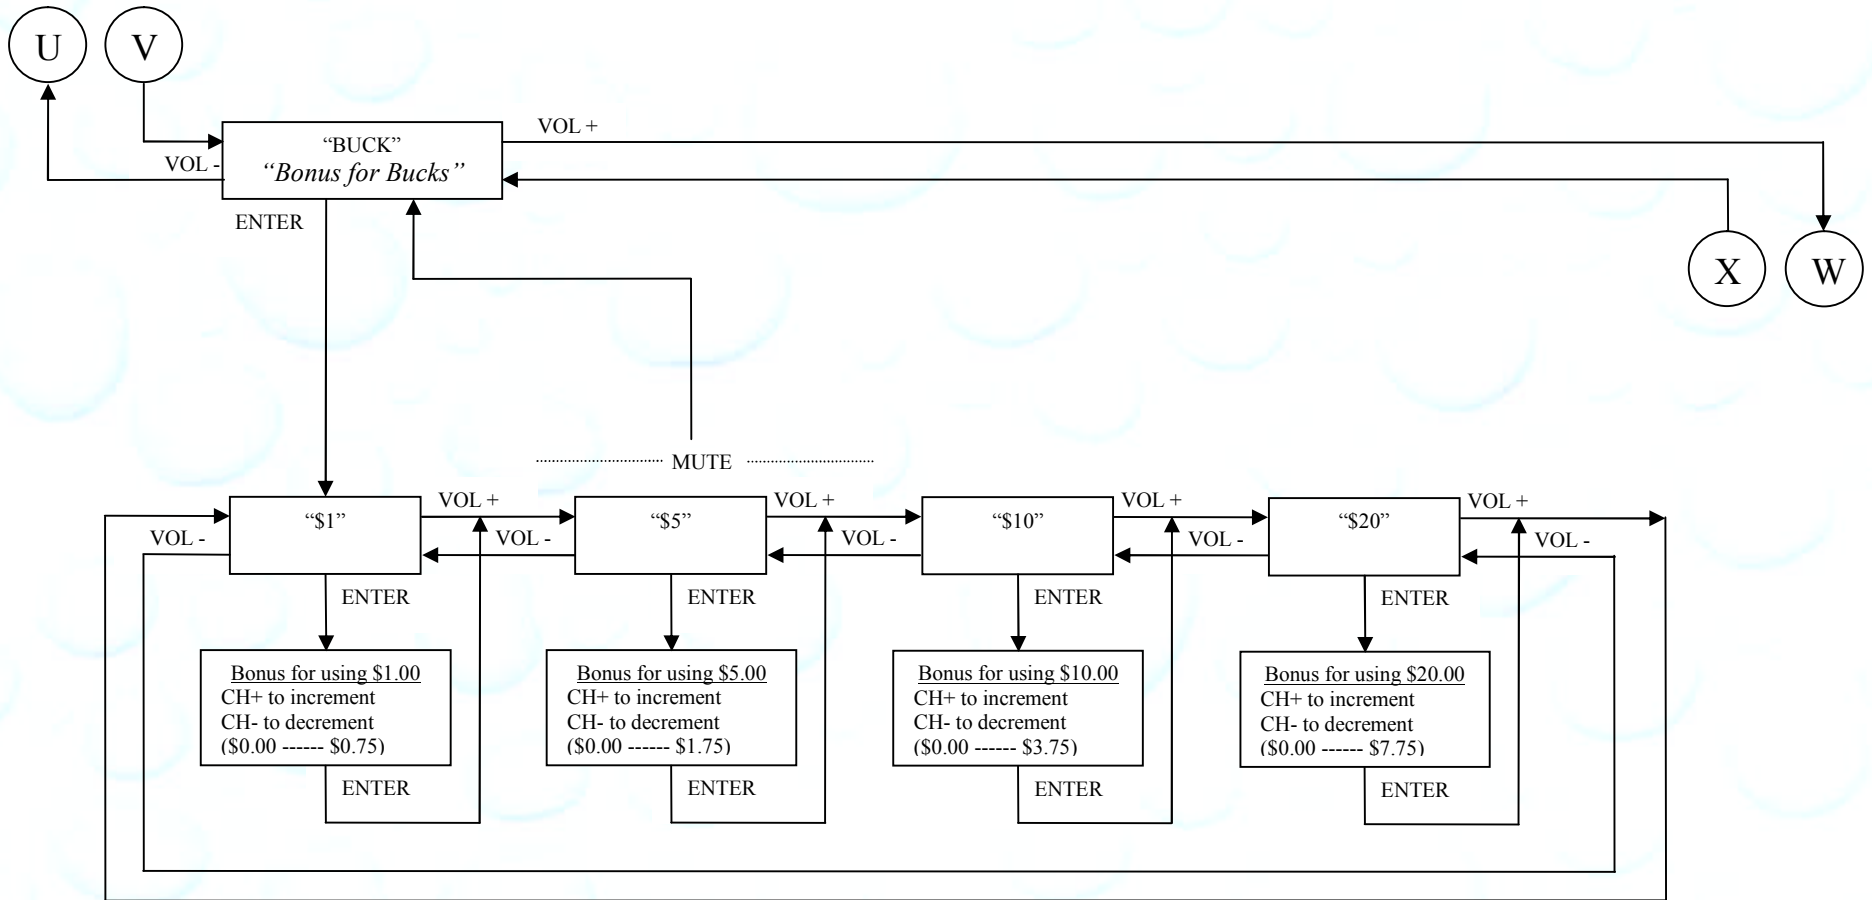 U
V
VOL +
“BUCK”
“Bonus for Bucks”
VOL -
ENTER
X
W
MUTE
VOL +
VOL +
VOL +
VOL +
“$1”
“$5”
“$10”
“$20”
VOL -
VOL -
VOL -
VOL -
VOL -
ENTER
ENTER
ENTER
ENTER
Bonus for using $1.00
CH+ to increment
CH- to decrement
($0.00 ------ $0.75)
Bonus for using $5.00
CH+ to increment
CH- to decrement
($0.00 ------ $1.75)
Bonus for using $10.00
CH+ to increment
CH- to decrement
($0.00 ------ $3.75)
Bonus for using $20.00
CH+ to increment
CH- to decrement
($0.00 ------ $7.75)
ENTER
ENTER
ENTER
ENTER